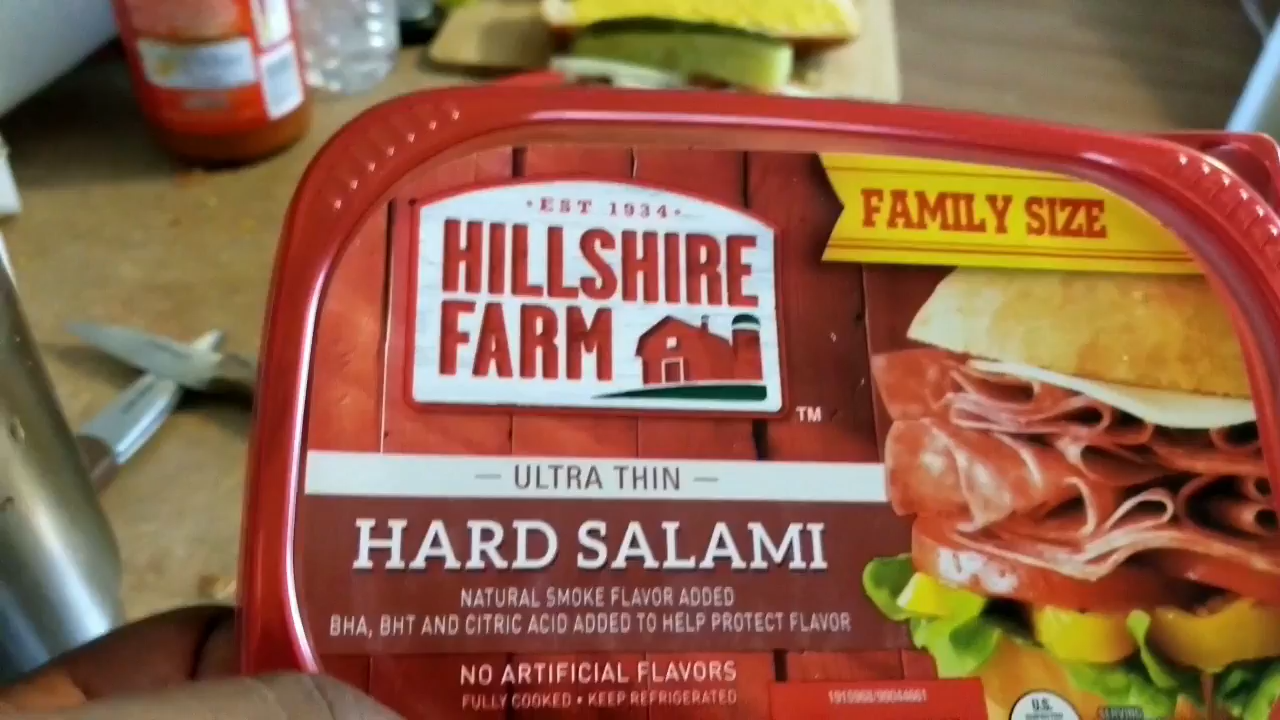 ·EST 1934·
HILLSHIRE
FARM
TM
FAMILY SIZE
— ULTRA THIN —
HARD SALAMI
NATURAL SMOKE FLAVOR ADDED
BHA, BHT AND CITRIC ACID ADDED TO HELP PROTECT FLAVOR
NO ARTIFICIAL FLAVORS
FULLY COOKED • KEEP REFRIGERATED
U.S.
SERVING